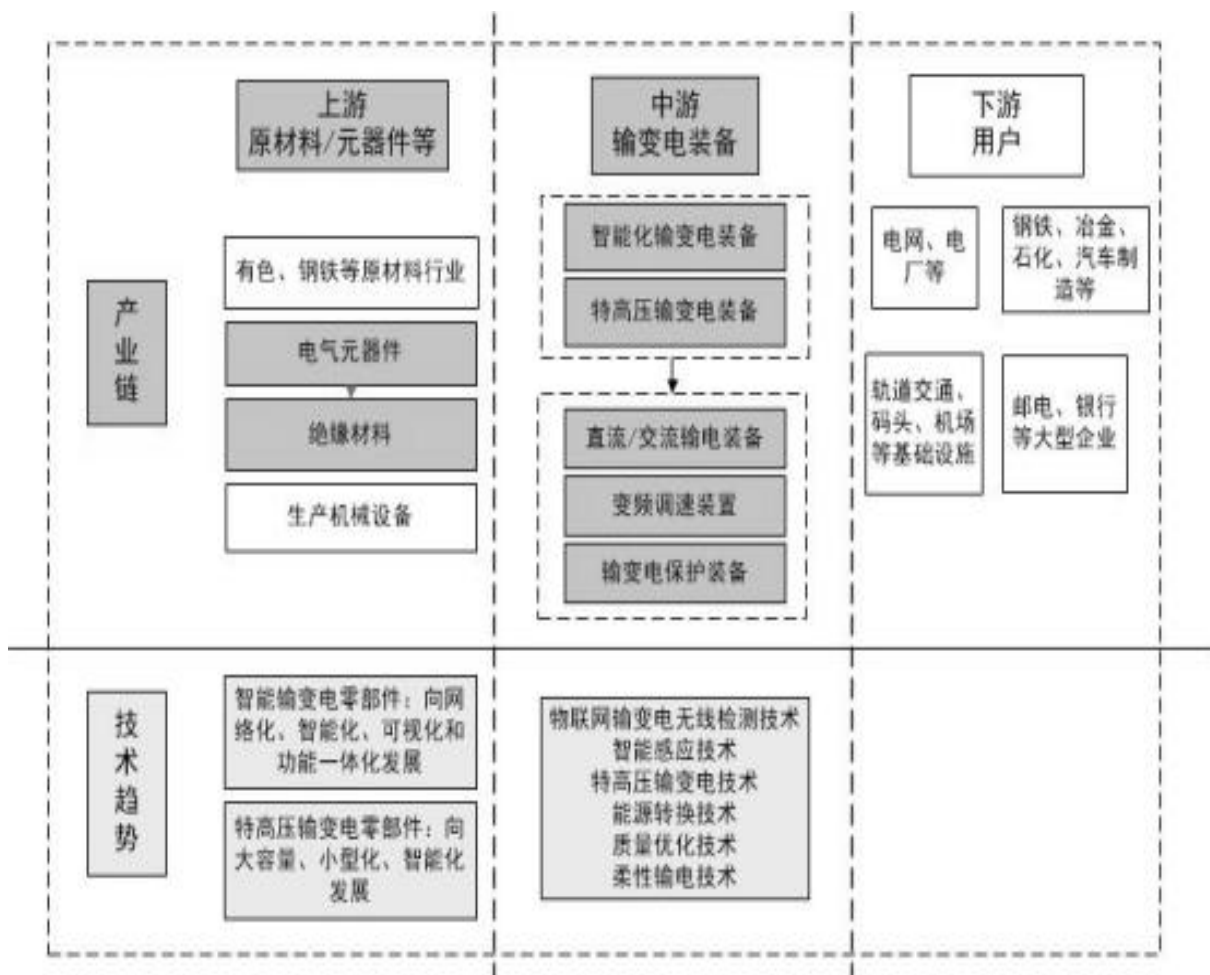 上游
原材料/元器件等
中游
输变电装备
下游
用户
产
业
链
有色、钢铁等原材料行业
电气元器件
绝缘材料
生产机械设备
智能化输变电装备
特高压输变电装备
直流/交流输电装备
变频调速装置
输变电保护装备
电网、电
厂等
钢铁、冶金、
石化、汽车制
造等
轨道交通、
码头、机场
等基础设施
邮电、银行
等大型企业
技
术
趋
势
智能输变电零部件：向网
络化、智能化、可视化和
功能一体化发展
特高压输变电零部件：向
大容量、小型化、智能化
发展
物联网输变电无线检测技术
智能感应技术
特高压输变电技术
能源转换技术
质量优化技术
柔性输电技术